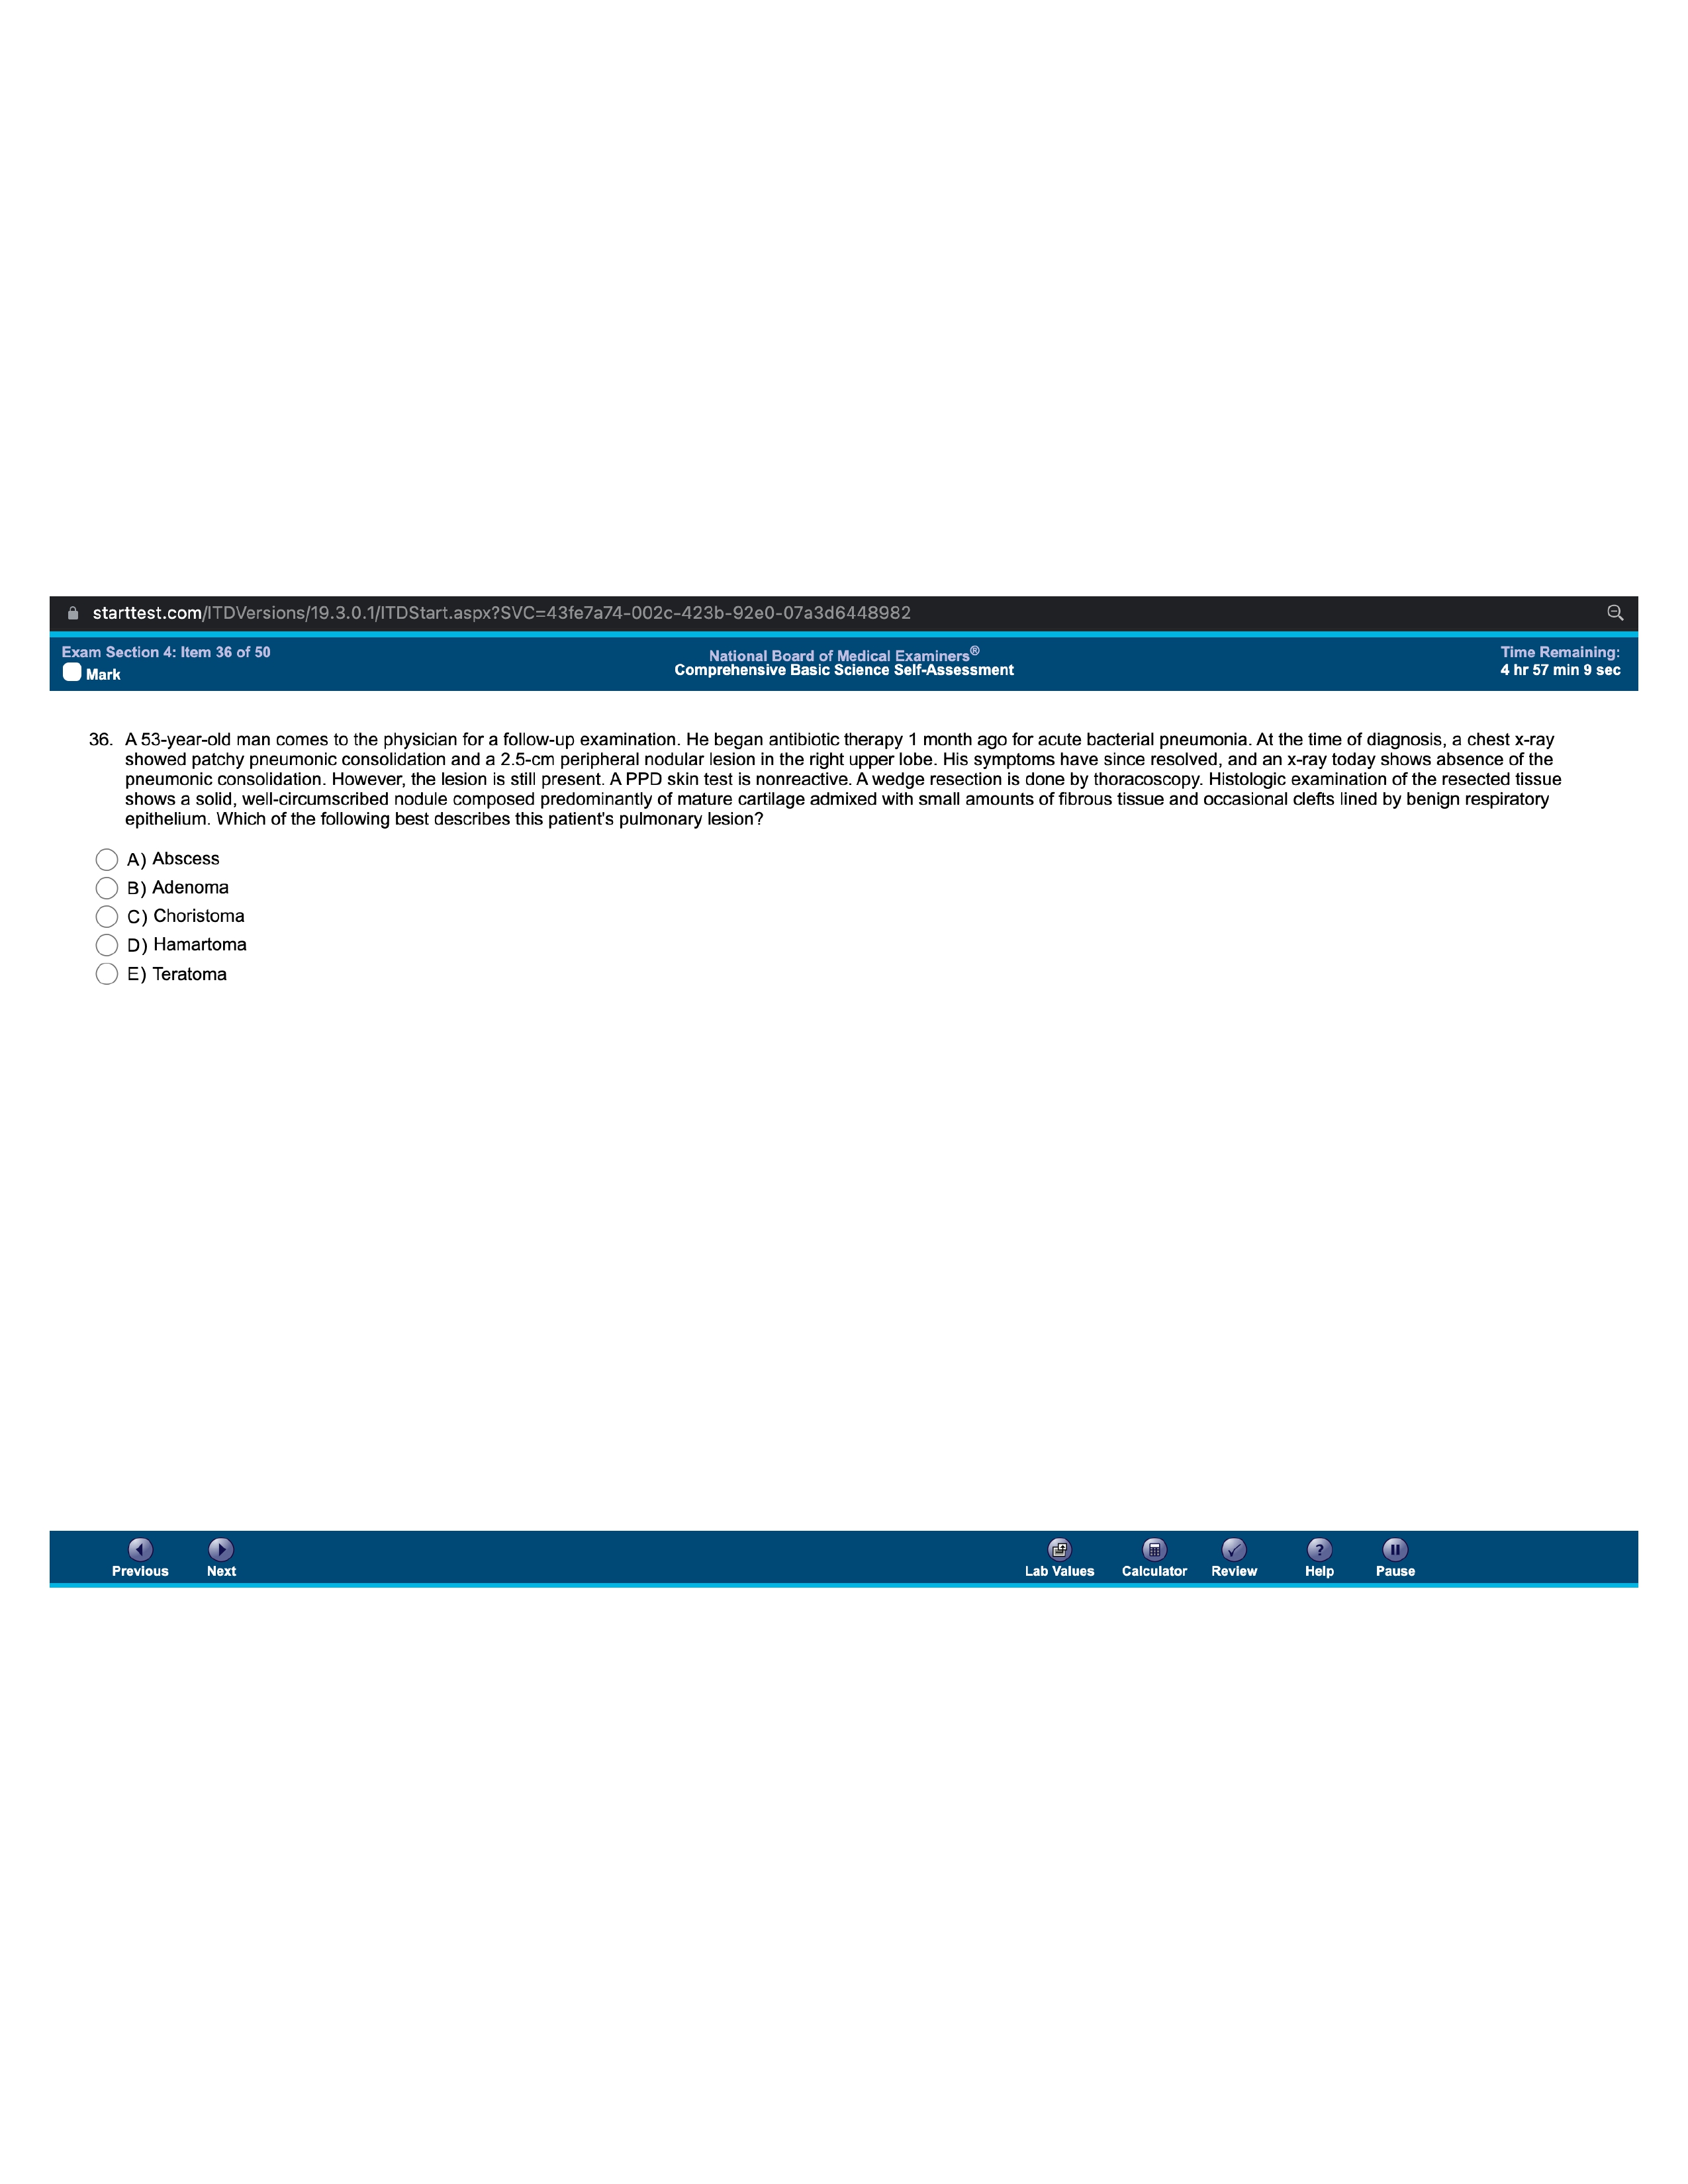 starttest.com/ITDVersions/19.3.0.1/ITDStart.aspx?SVC=43fe7a74-002c-423b-92e0-07a3d6448982
Exam Section 4: Item 36 of 50
National Board of Medical Examiners®
Time Remaining:
Mark
Comprehensive Basic Science Self-Assessment
4 hr 57 min 9 sec
36. A 53-year-old man comes to the physician for a follow-up examination. He began antibiotic therapy 1 month ago for acute bacterial pneumonia. At the time of diagnosis, a chest x-ray
showed patchy pneumonic consolidation and a 2.5-cm peripheral nodular lesion in the right upper lobe. His symptoms have since resolved, and an x-ray today shows absence of the
pneumonic consolidation. However, the lesion is still present. A PPD skin test is nonreactive. A wedge resection is done by thoracoscopy. Histologic examination of the resected tissue
shows a solid, well-circumscribed nodule composed predominantly of mature cartilage admixed with small amounts of fibrous tissue and occasional clefts lined by benign respiratory
epithelium. Which of the following best describes this patient's pulmonary lesion?
A) Abscess
B) Adenoma
C) Choristoma
D) Hamartoma
E) Teratoma
Previous
Next
Lab Values
Calculator
Review
Help
Pause